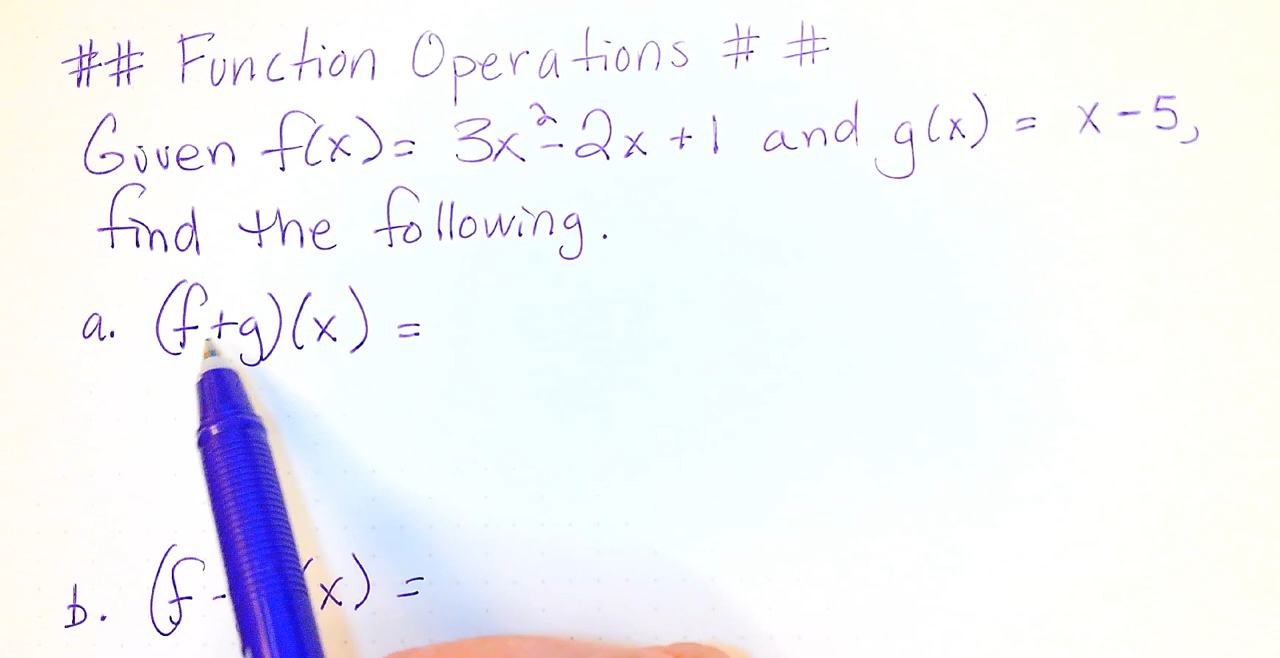 ## Function Operations ##
Given f(x) = 3x² - 2x + 1 and g(x) = x - 5,
find the following.
a. (f+g)(x) =
b. (f - (x) =